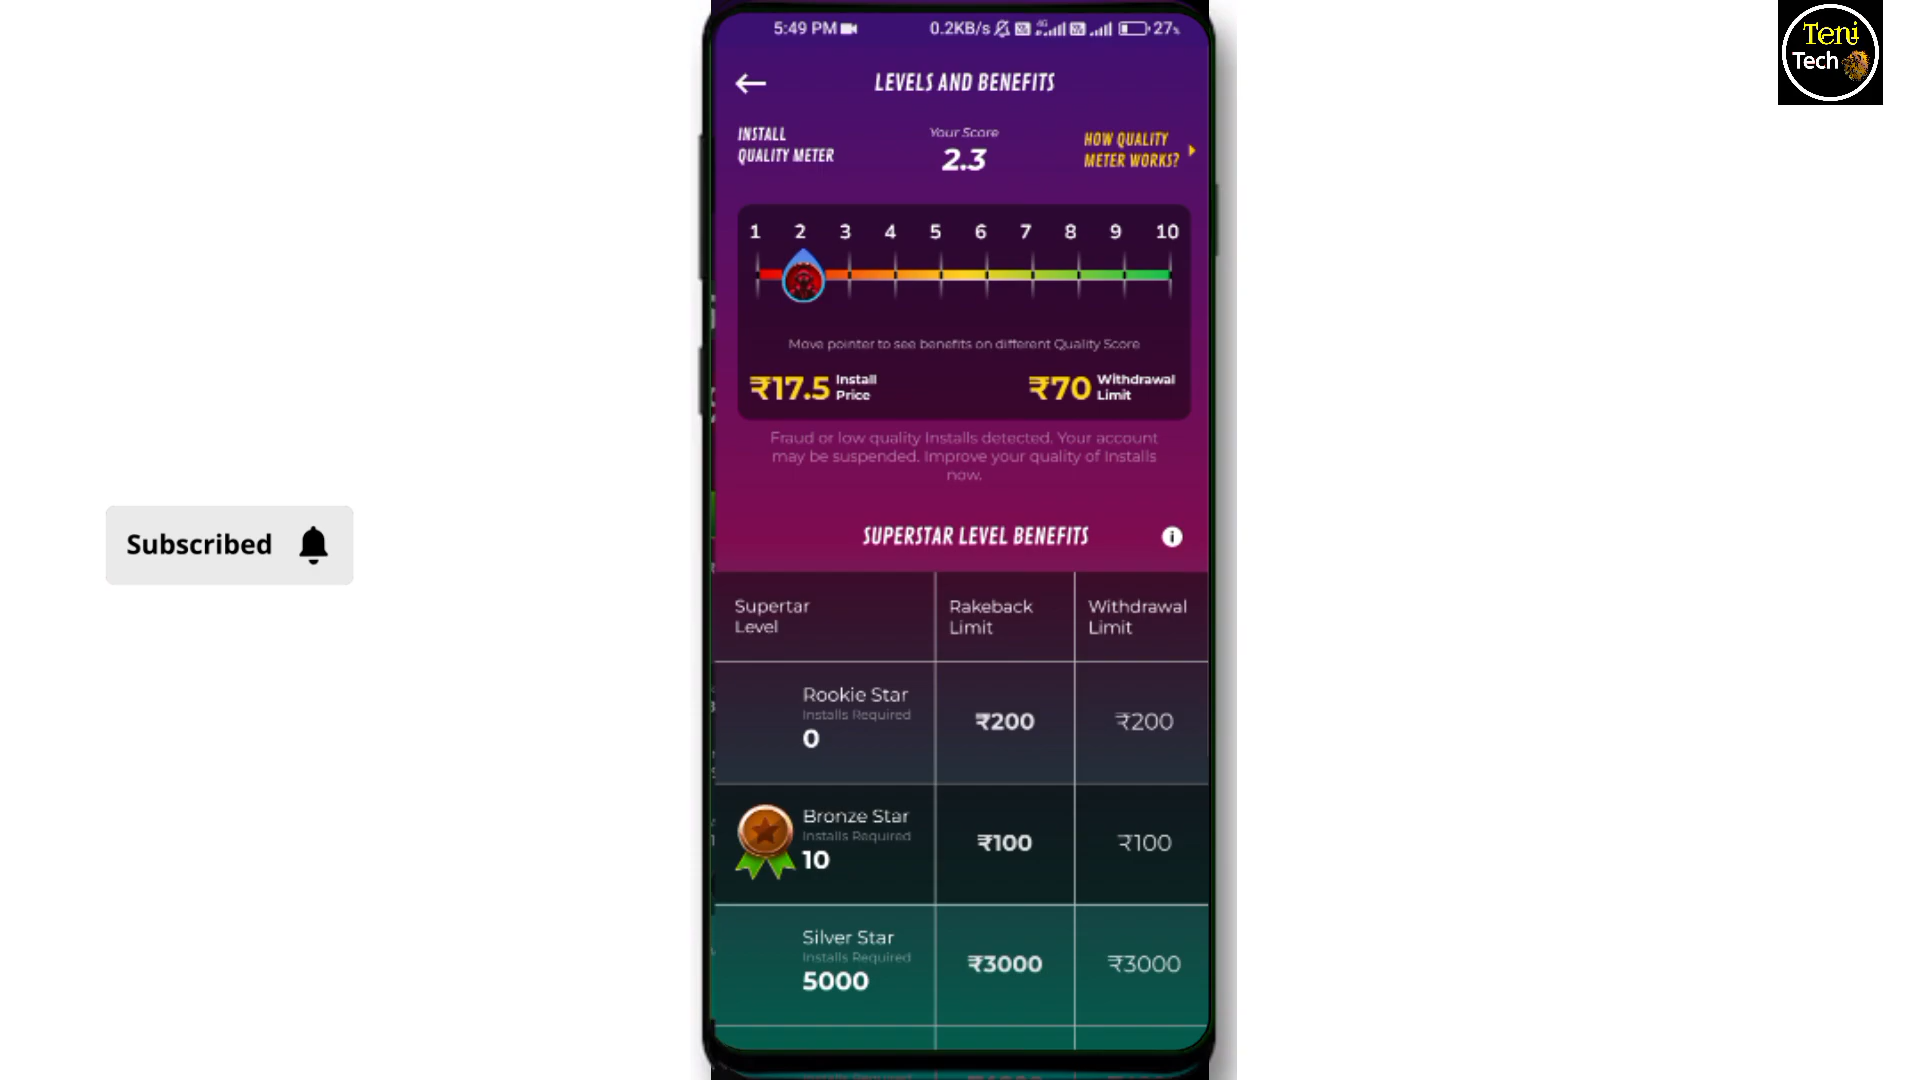 5:49 PM 0.2KB/s 4G 27%
Teni
Tech
LEVELS AND BENEFITS
INSTALL
QUALITY METER
Your Score
2.3
HOW QUALITY
METER WORKS?
1 2 3 4 5 6 7 8 9 10
Move pointer to see benefits on different Quality Score
₹17.5 Install
Price
₹70 Withdrawal
Limit
Fraud or low quality Installs detected. Your account
may be suspended. Improve your quality of Installs
now.
Subscribed
SUPERSTAR LEVEL BENEFITS
Supertar
Level
Rakeback
Limit
Withdrawal
Limit
Rookie Star
Installs Required
0
₹200
₹200
Bronze Star
Installs Required
10
₹100
₹100
Silver Star
Installs Required
5000
₹3000
₹3000